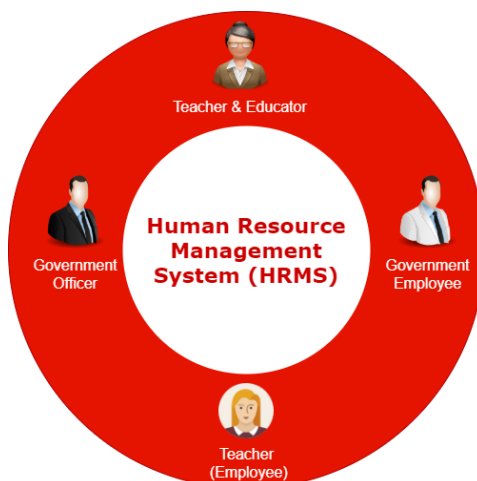 Teacher & Educator
Government
Officer
Human Resource
Management
System (HRMS)
Government
Employee
Teacher
(Employee)